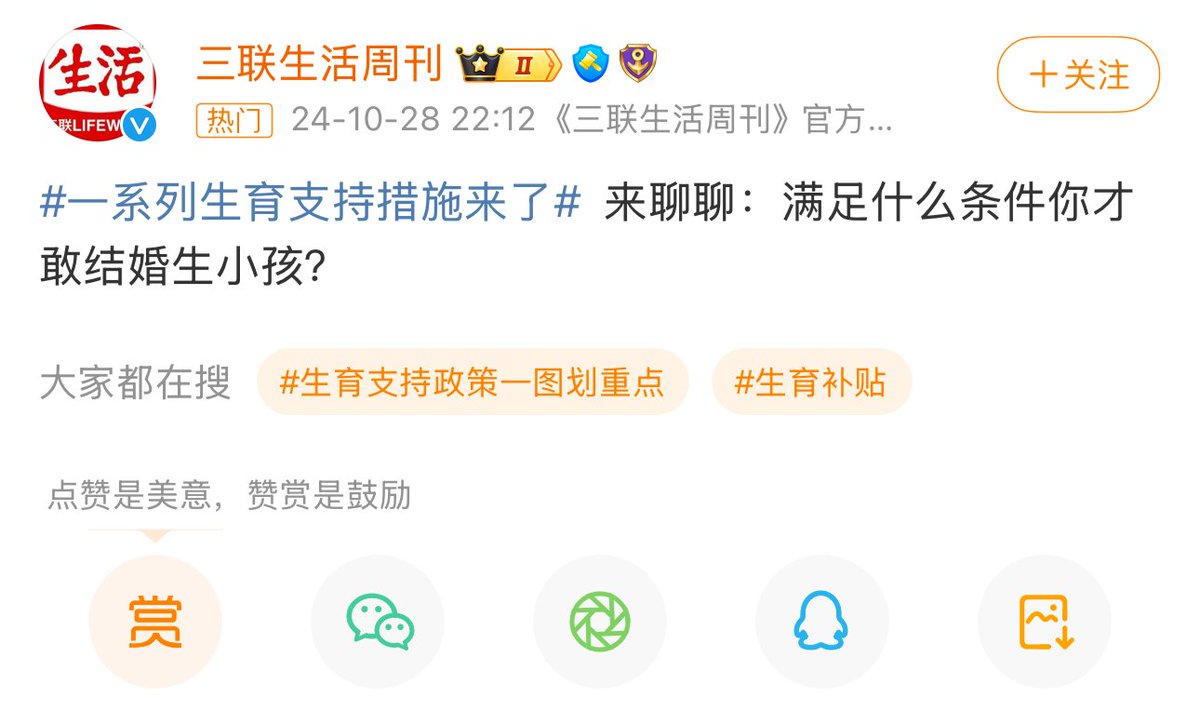 生活
三联LIFEW
三联生活周刊
II
+关注
热门 24-10-28 22:12 《三联生活周刊》官方...
#一系列生育支持措施来了# 来聊聊：满足什么条件你才
敢结婚生小孩？
大家都在搜 #生育支持政策一图划重点 #生育补贴
点赞是美意，赞赏是鼓励
赏